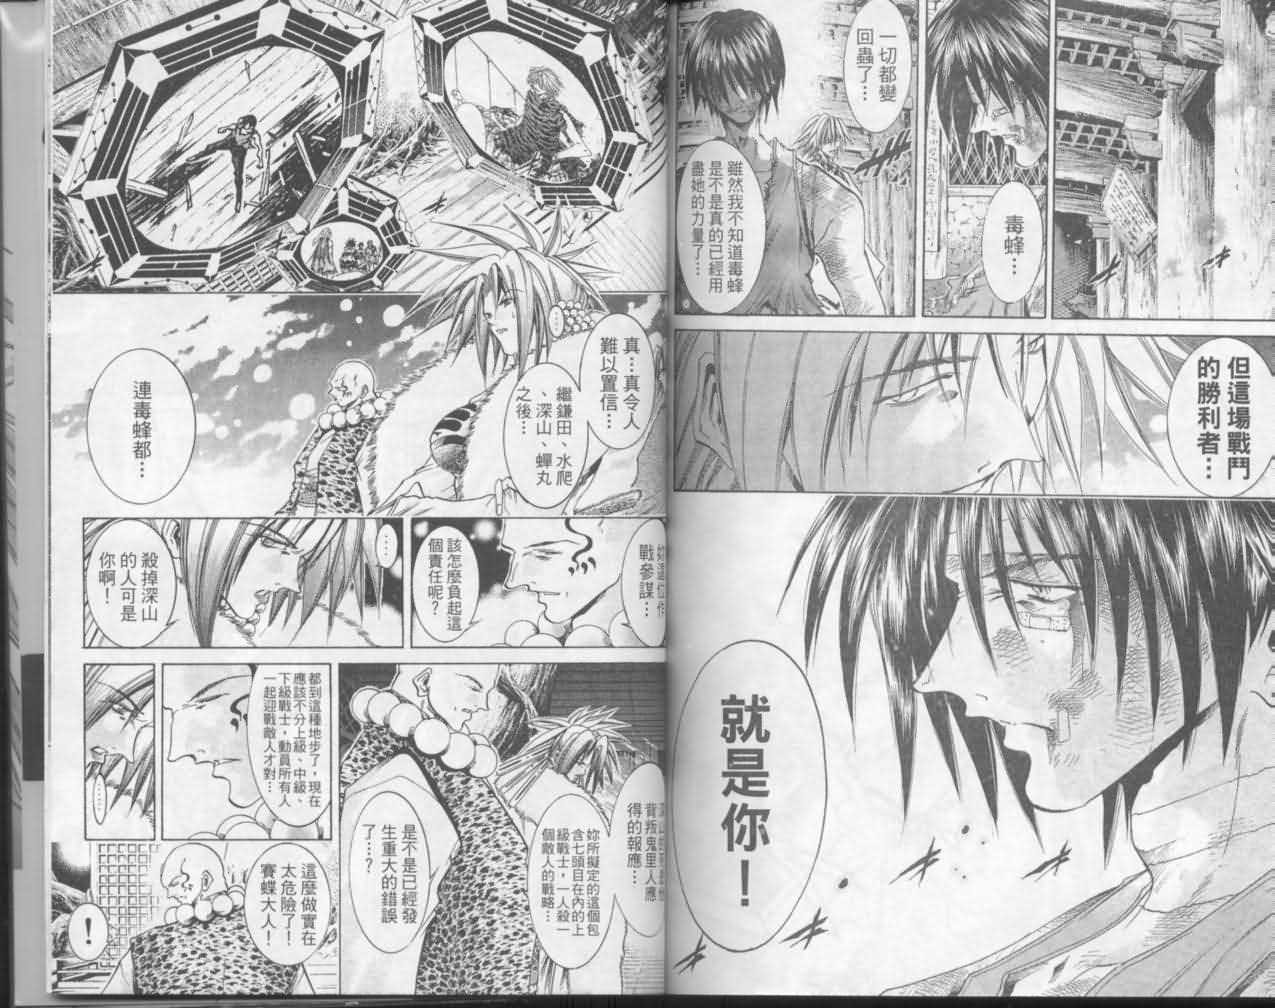 毒蜂…
一切都變
回蟲了…
雖然我不知道毒蜂
是不是真的已經用
盡她的力量了…
但這場戰鬥
的勝利者…
就是你！
真…真令人
難以置信…
繼鎌田、水爬
、深山、蟬丸
之後…
連毒蜂都…
戰參謀…
該怎麼負起這
個責任呢？
……
殺掉深山
的人可是
你啊！
背叛鬼里人應
得的報應…
妳所擬定的這個包
含七頭目在內的上
級戰士，一人殺一
個敵人的戰略…
是不是已經發
生重大的錯誤
了…？
都到這種地步了，現在
應該不分上級、中級、
下級戰士，動員所有人
一起迎戰敵人才對…
……
這麼做實在
太危險了！
賽蝶大人！
！